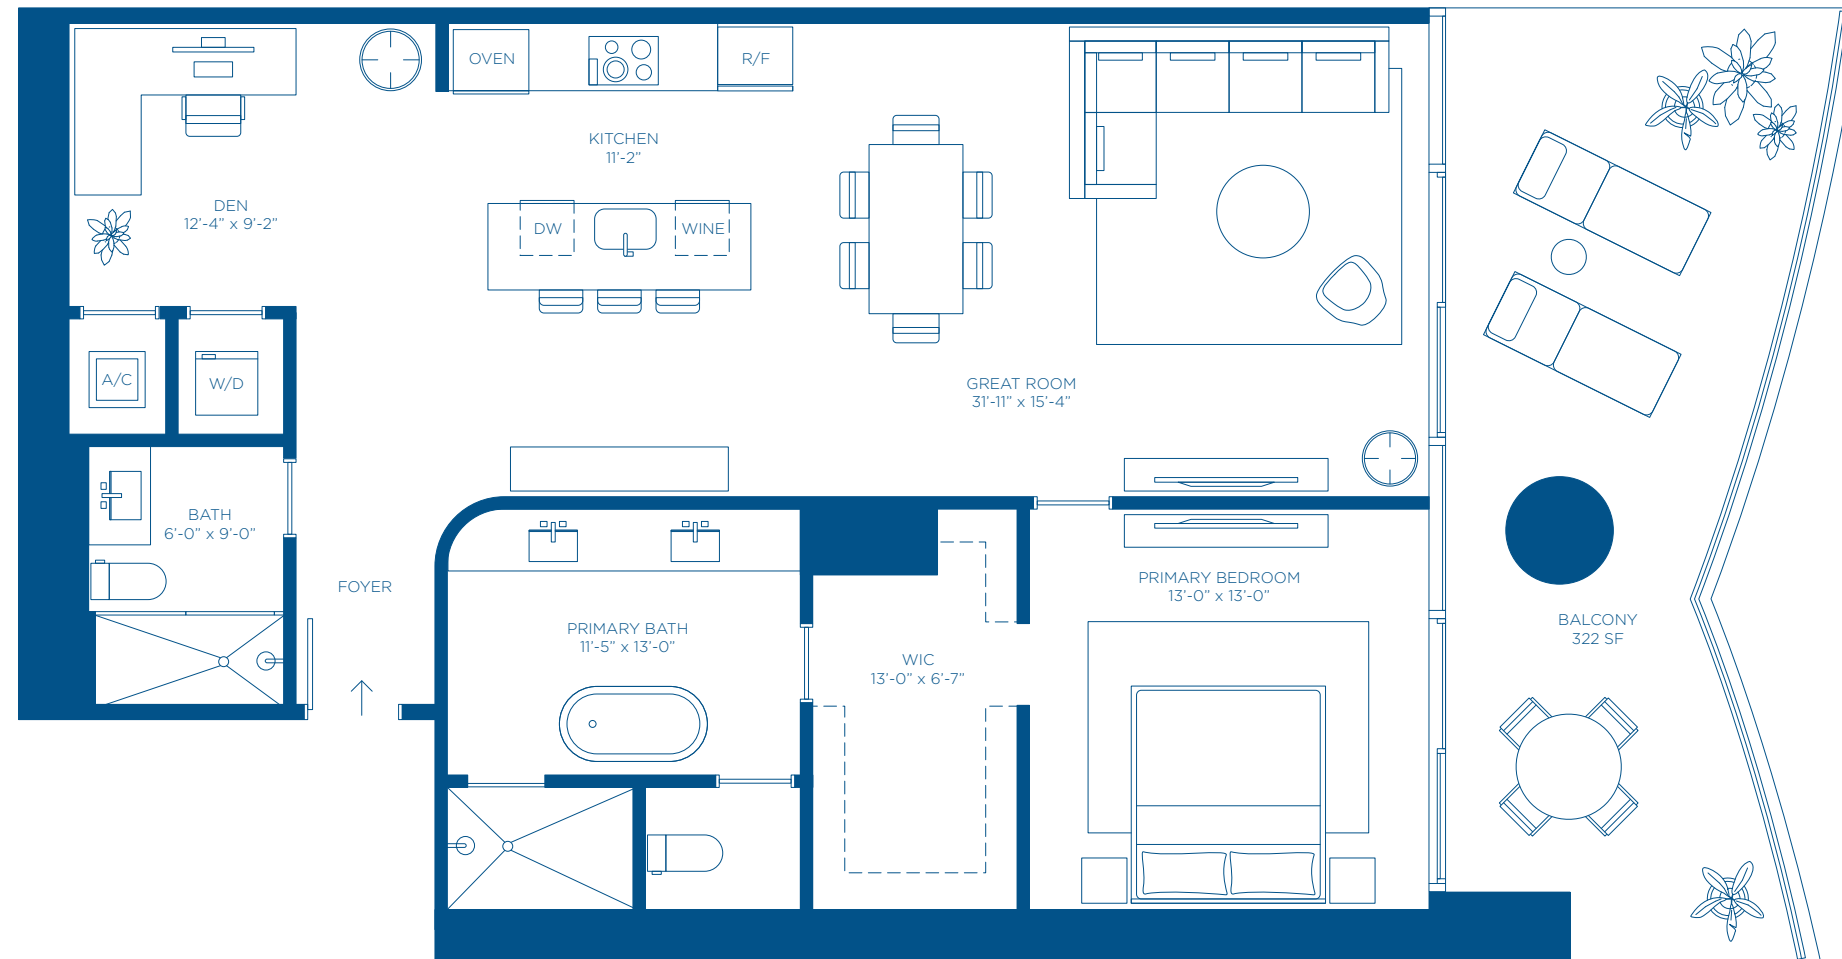 OVEN
R/F
KITCHEN
11'-2"
DEN
12'-4" x 9'-2"
DW
WINE
A/C
W/D
GREAT ROOM
31'-11" x 15'-4"
BATH
6'-0" x 9'-0"
FOYER
PRIMARY BEDROOM
13'-0" x 13'-0"
PRIMARY BATH
11'-5" x 13'-0"
WIC
13'-0" x 6'-7"
BALCONY
322 SF